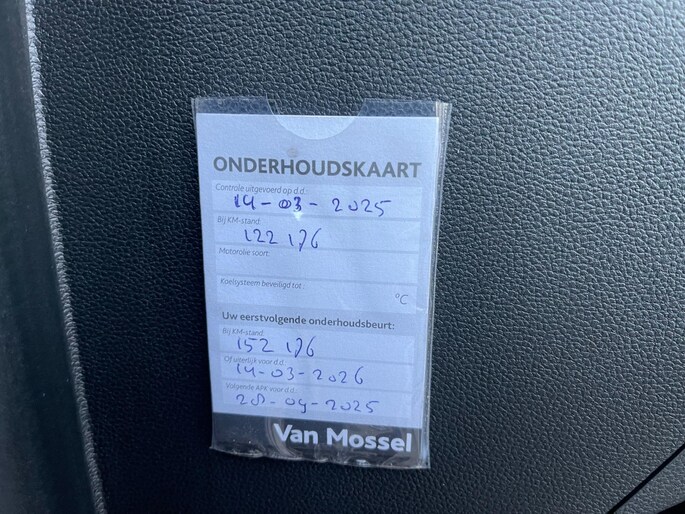 ONDERHOUDSKAART
Controle uitgevoerd op d.d.:
14-03-2025
Bij KM-stand:
122 176
Motorolie soort:
Koelsysteem beveiligd tot:
°C
Uw eerstvolgende onderhoudsbeurt:
Bij KM-stand:
152 176
Of uiterlijk voor d.d.:
14-03-2026
Volgende APK voor d.d.:
28-04-2025
Van Mossel